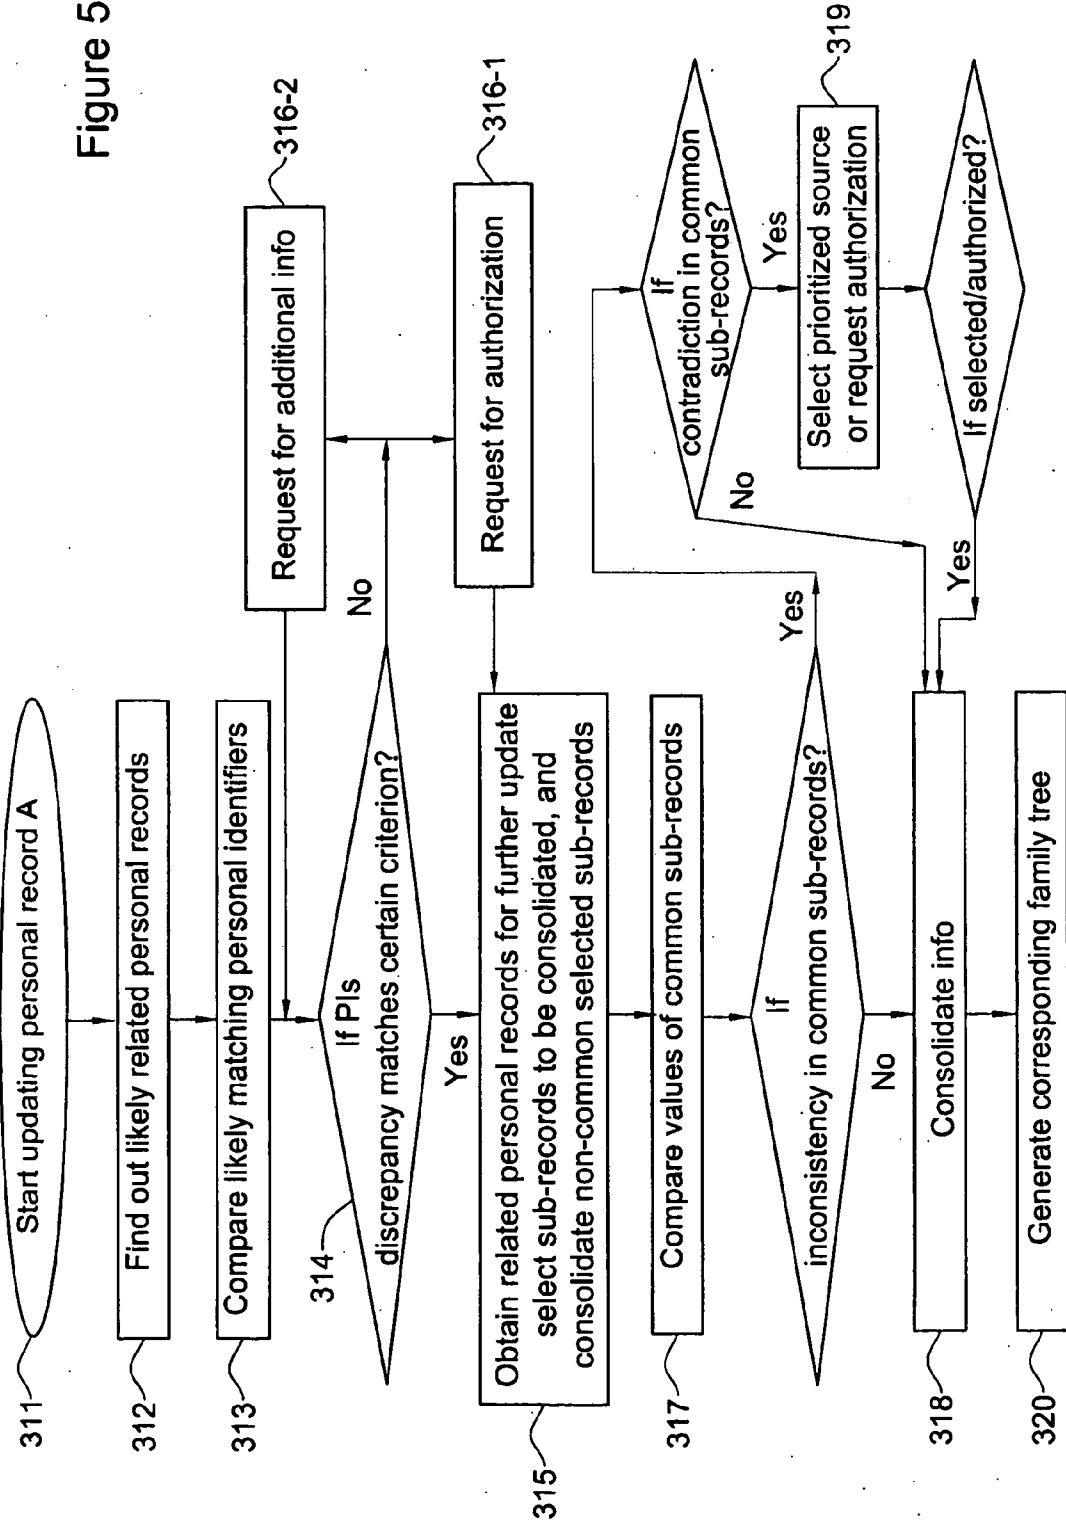 Figure 5
311
Start updating personal record A
312
Find out likely related personal records
313
Compare likely matching personal identifiers
314
If PIs
discrepancy matches certain criterion?
No
Yes
Request for additional info
316-2
Request for authorization
316-1
315
Obtain related personal records for further update
select sub-records to be consolidated, and
consolidate non-common selected sub-records
317
Compare values of common sub-records
If
inconsistency in common sub-records?
Yes
No
If
contradiction in common
sub-records?
No
Yes
Select prioritized source
or request authorization
319
If selected/authorized?
Yes
318
Consolidate info
320
Generate corresponding family tree